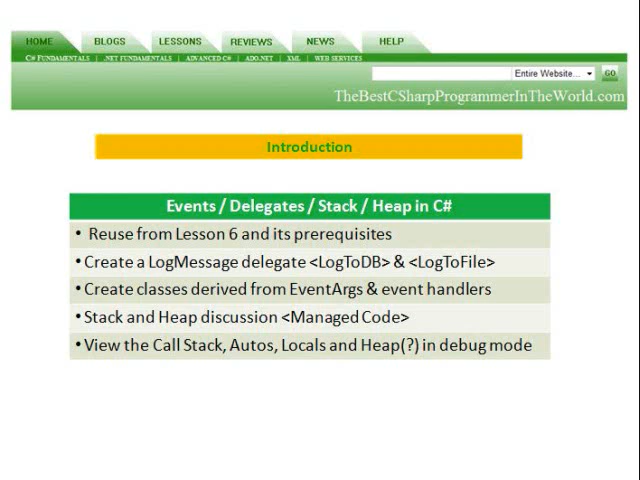 HOME BLOGS LESSONS REVIEWS NEWS HELP
C# FUNDAMENTALS | .NET FUNDAMENTALS | ADVANCED C# | ADO.NET | XML | WEB SERVICES
Entire Website... GO
TheBestCSharpProgrammerInTheWorld.com
Introduction
Events / Delegates / Stack / Heap in C#
• Reuse from Lesson 6 and its prerequisites
• Create a LogMessage delegate <LogToDB> & <LogToFile>
• Create classes derived from EventArgs & event handlers
• Stack and Heap discussion <Managed Code>
• View the Call Stack, Autos, Locals and Heap(?) in debug mode